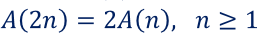 A(2n) = 2A(n),  n ≥ 1